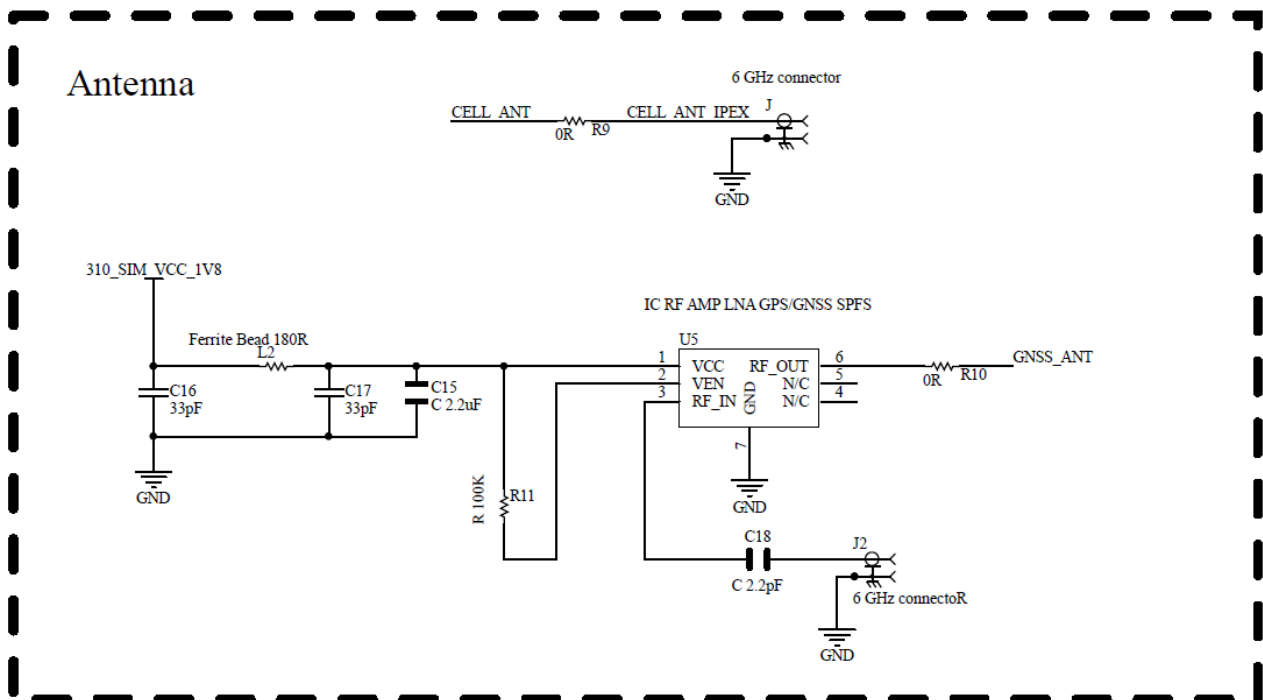 Antenna
6 GHz connector
J
CELL_ANT
CELL_ANT_IPEX
0R
R9
GND
310_SIM_VCC_1V8
Ferrite Bead 180R
L2
C16
33pF
C17
33pF
C15
C 2.2uF
GND
R 100K
R11
IC RF AMP LNA GPS/GNSS SPFS
U5
1
VCC
RF_OUT
6
2
VEN
N/C
5
3
RF_IN
N/C
4
GND
7
GND
0R
R10
GNSS_ANT
C18
C 2.2pF
J2
6 GHz connectoR
GND